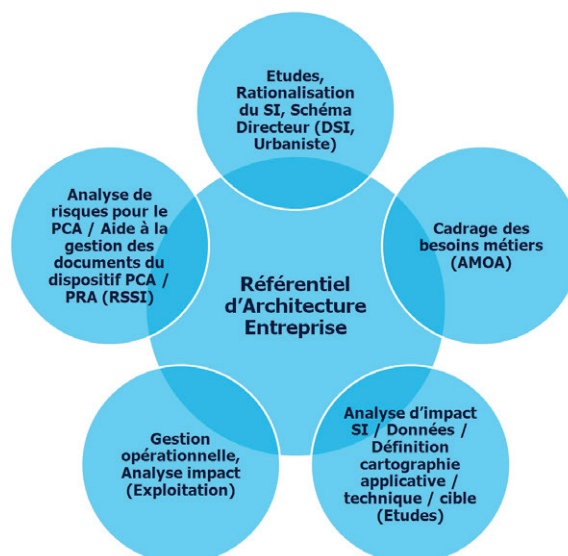 Etudes,
Rationalisation
du SI, Schéma
Directeur (DSI,
Urbaniste)
Analyse de
risques pour le
PCA / Aide à la
gestion des
documents du
dispositif PCA /
PRA (RSSI)
Cadrage des
besoins métiers
(AMOA)
Référentiel
d'Architecture
Entreprise
Gestion
opérationnelle,
Analyse impact
(Exploitation)
Analyse d'impact
SI / Données /
Définition
cartographie
applicative /
technique / cible
(Etudes)